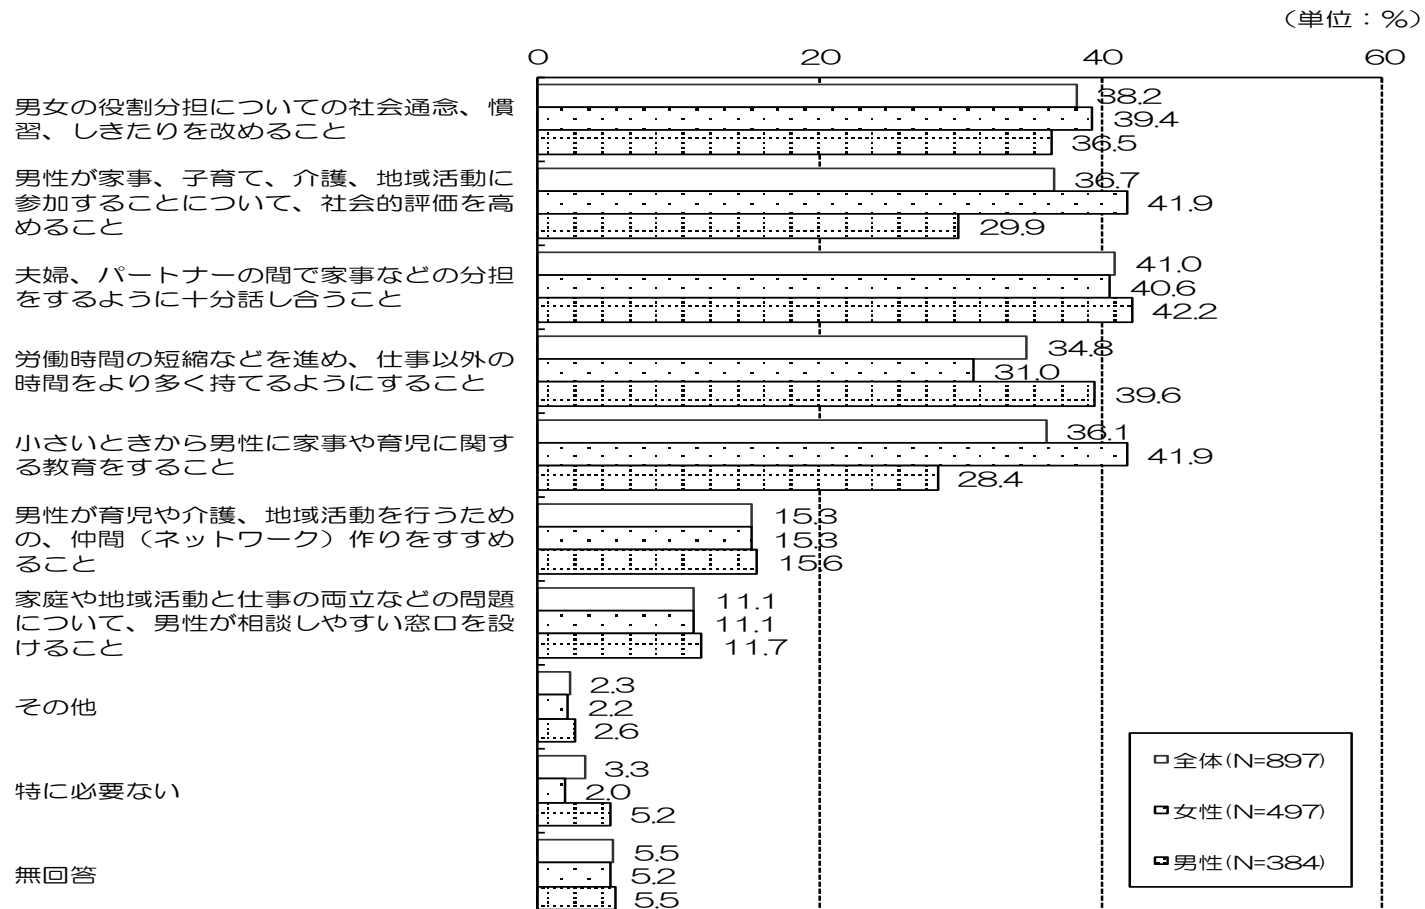 （単位：％）
0 20 40 60
男女の役割分担についての社会通念、慣
習、しきたりを改めること
38.2
39.4
36.5
男性が家事、子育て、介護、地域活動に
参加することについて、社会的評価を高
めること
36.7
41.9
29.9
夫婦、パートナーの間で家事などの分担
をするように十分話し合うこと
41.0
40.6
42.2
労働時間の短縮などを進め、仕事以外の
時間をより多く持てるようにすること
34.8
31.0
39.6
小さいときから男性に家事や育児に関す
る教育をすること
36.1
41.9
28.4
男性が育児や介護、地域活動を行うため
の、仲間（ネットワーク）作りをすすめ
ること
15.3
15.3
15.6
家庭や地域活動と仕事の両立などの問題
について、男性が相談しやすい窓口を設
けること
11.1
11.1
11.7
その他
2.3
2.2
2.6
特に必要ない
3.3
2.0
5.2
無回答
5.5
5.2
5.5
全体(N=897)
女性(N=497)
男性(N=384)